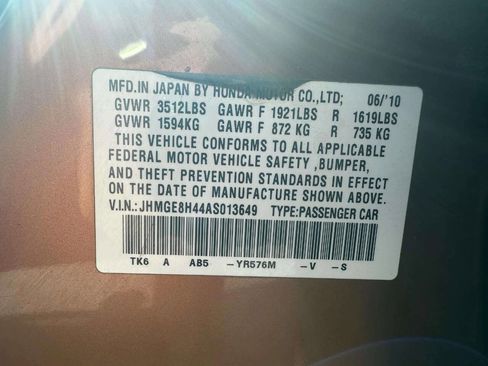 MFD.IN JAPAN BY HONDA MOTOR CO.,LTD; 06/'10
GVWR 3512LBS GAWR F 1921LBS R 1619LBS
GVWR 1594KG GAWR F 872 KG R 735 KG
THIS VEHICLE CONFORMS TO ALL APPLICABLE
FEDERAL MOTOR VEHICLE SAFETY ,BUMPER,
AND THEFT PREVENTION STANDARDS IN EFFECT
ON THE DATE OF MANUFACTURE SHOWN ABOVE.
V.I.N.: JHMGE8H44AS013649 TYPE:PASSENGER CAR
TK6 A AB5 -YR576M -V -S